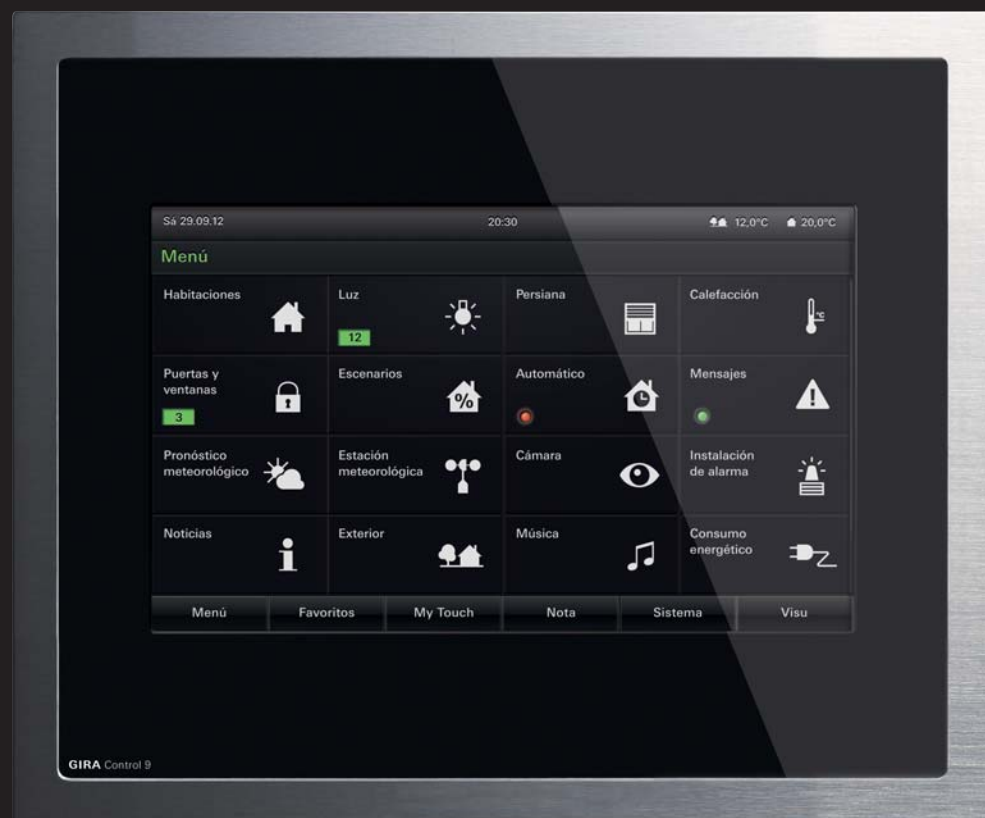 Sá 29.09.12 20:30 12,0°C 20,0°C
Menú
Habitaciones
Luz
12
Persiana
Calefacción
°C
Puertas y
ventanas
3
Escenarios
%
Automático
Mensajes
!
Pronóstico
meteorológico
Estación
meteorológica
Cámara
Instalación
de alarma
Noticias
i
Exterior
Música
Consumo
energético
Menú Favoritos My Touch Nota Sistema Visu
GIRA Control 9